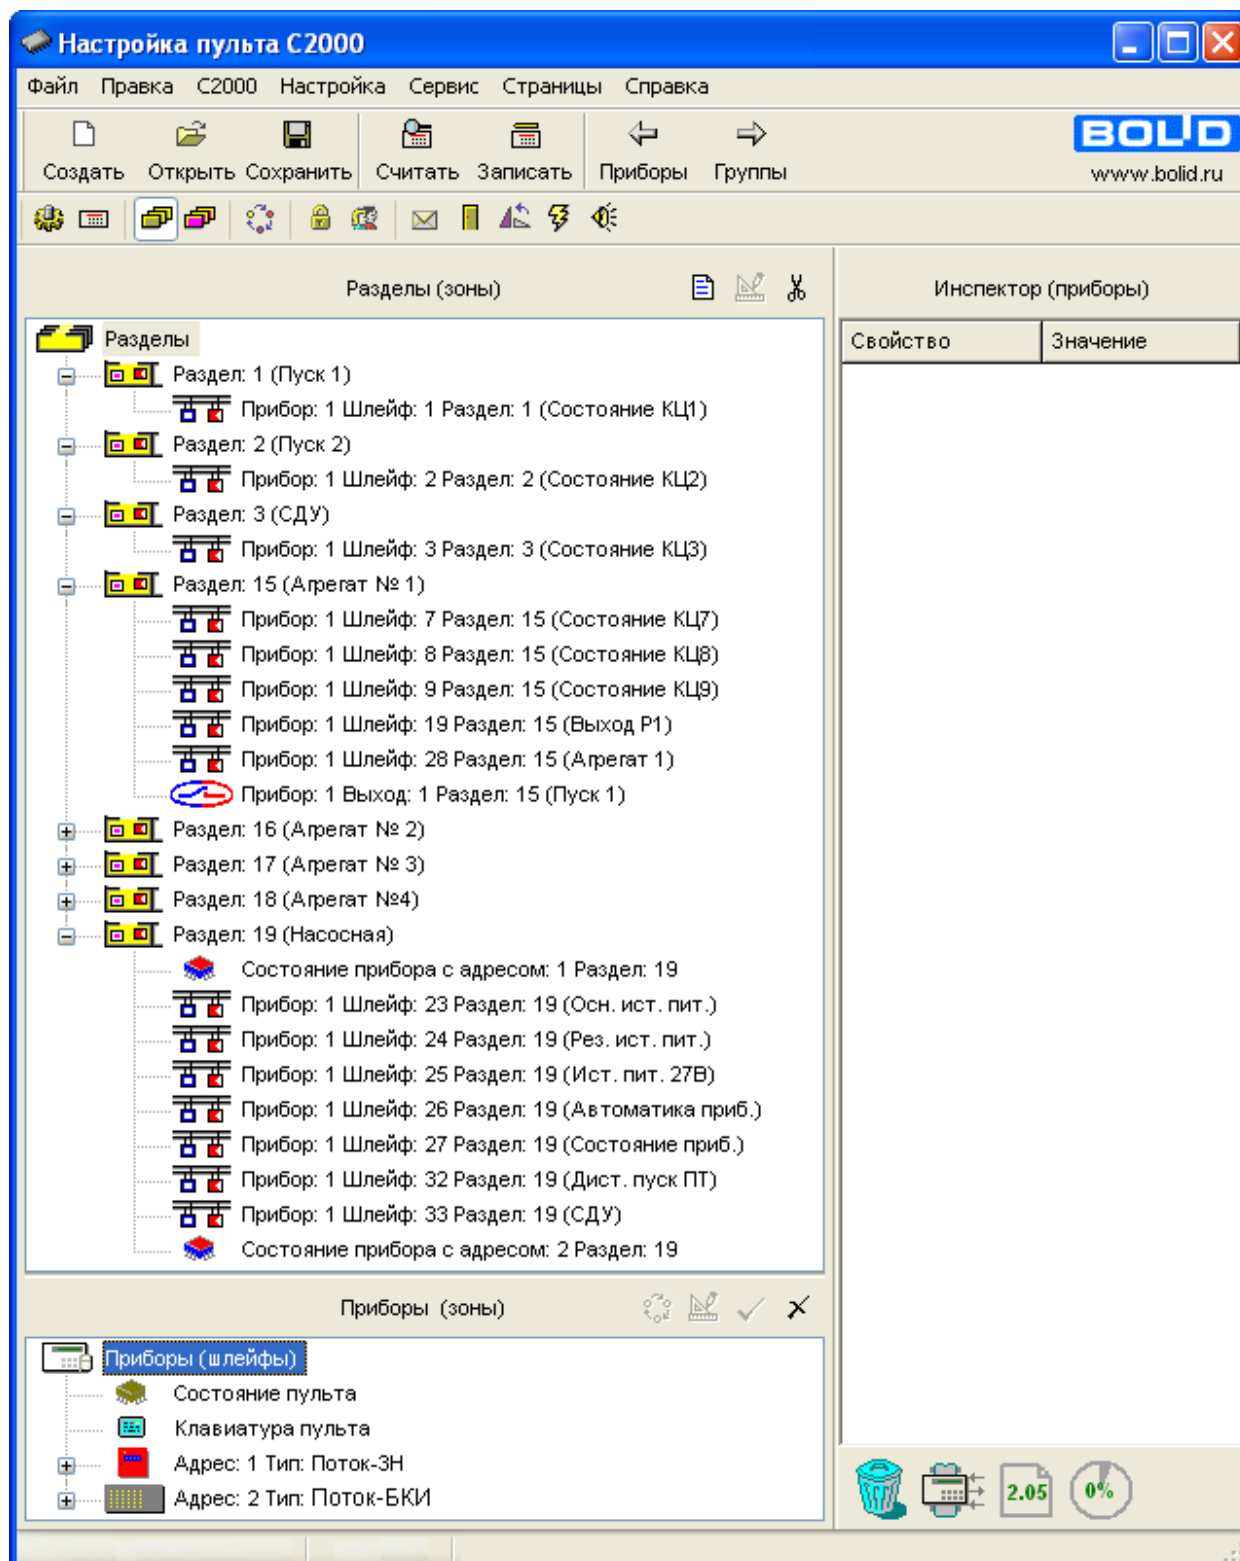 Настройка пульта С2000
Файл Правка С2000 Настройка Сервис Страницы Справка
Создать Открыть Сохранить Считать Записать Приборы Группы
BOLID
www.bolid.ru
Разделы (зоны)
Инспектор (приборы)
Свойство Значение
Разделы
Раздел: 1 (Пуск 1)
Прибор: 1 Шлейф: 1 Раздел: 1 (Состояние КЦ1)
Раздел: 2 (Пуск 2)
Прибор: 1 Шлейф: 2 Раздел: 2 (Состояние КЦ2)
Раздел: 3 (СДУ)
Прибор: 1 Шлейф: 3 Раздел: 3 (Состояние КЦ3)
Раздел: 15 (Агрегат № 1)
Прибор: 1 Шлейф: 7 Раздел: 15 (Состояние КЦ7)
Прибор: 1 Шлейф: 8 Раздел: 15 (Состояние КЦ8)
Прибор: 1 Шлейф: 9 Раздел: 15 (Состояние КЦ9)
Прибор: 1 Шлейф: 19 Раздел: 15 (Выход Р1)
Прибор: 1 Шлейф: 28 Раздел: 15 (Агрегат 1)
Прибор: 1 Выход: 1 Раздел: 15 (Пуск 1)
Раздел: 16 (Агрегат № 2)
Раздел: 17 (Агрегат № 3)
Раздел: 18 (Агрегат №4)
Раздел: 19 (Насосная)
Состояние прибора с адресом: 1 Раздел: 19
Прибор: 1 Шлейф: 23 Раздел: 19 (Осн. ист. пит.)
Прибор: 1 Шлейф: 24 Раздел: 19 (Рез. ист. пит.)
Прибор: 1 Шлейф: 25 Раздел: 19 (Ист. пит. 27В)
Прибор: 1 Шлейф: 26 Раздел: 19 (Автоматика приб.)
Прибор: 1 Шлейф: 27 Раздел: 19 (Состояние приб.)
Прибор: 1 Шлейф: 32 Раздел: 19 (Дист. пуск ПТ)
Прибор: 1 Шлейф: 33 Раздел: 19 (СДУ)
Состояние прибора с адресом: 2 Раздел: 19
Приборы (зоны)
Приборы (шлейфы)
Состояние пульта
Клавиатура пульта
Адрес: 1 Тип: Поток-3Н
Адрес: 2 Тип: Поток-БКИ
2.05 0%